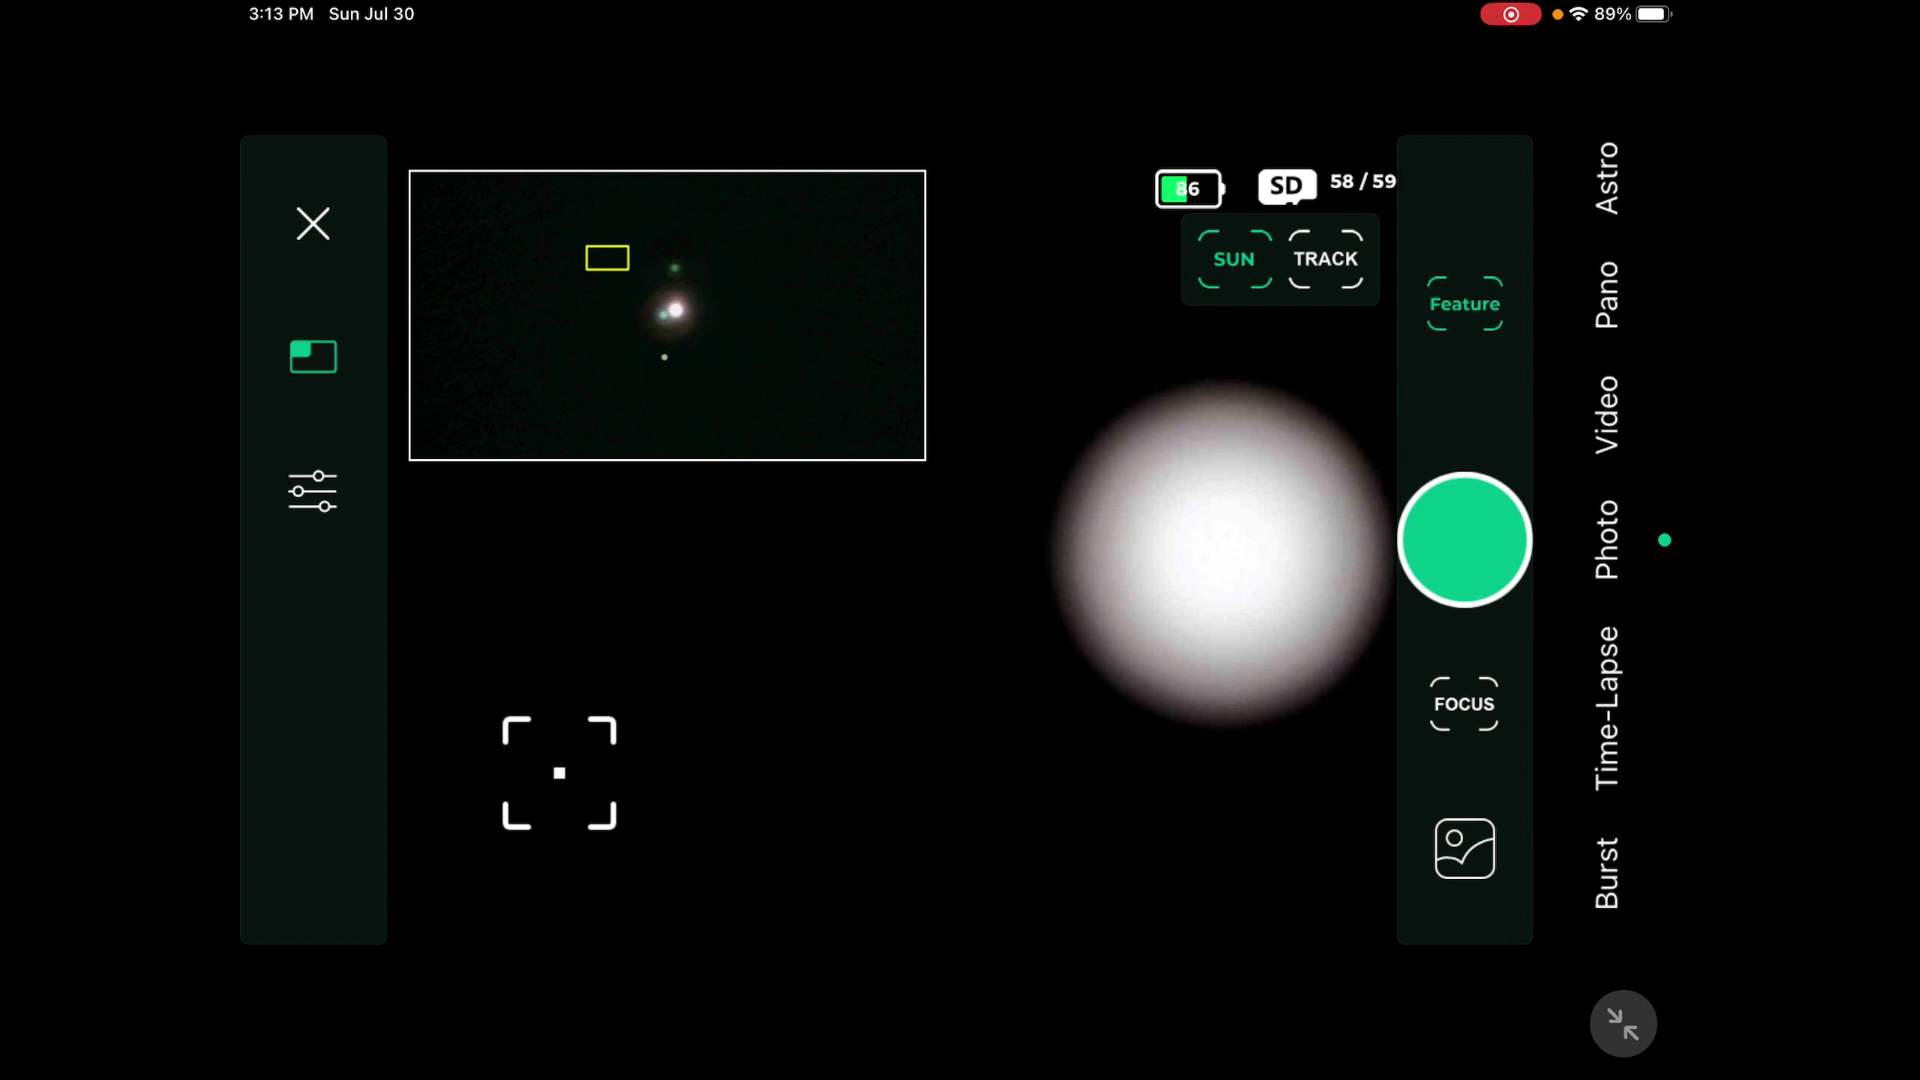 3:13 PM Sun Jul 30
89%
86
SD
58 / 59
SUN
TRACK
Feature
FOCUS
Astro
Pano
Video
Photo
Time-Lapse
Burst